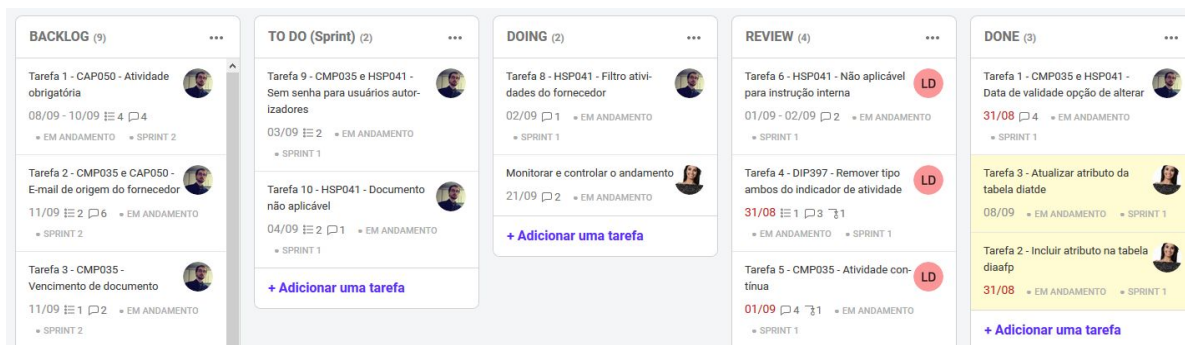 BACKLOG (9)
...
Tarefa 1 - CAP050 - Atividade
obrigatória
08/09 - 10/09 4 4
EM ANDAMENTO SPRINT 2
Tarefa 2 - CMP035 e CAP050 -
E-mail de origem do fornecedor
11/09 2 6 EM ANDAMENTO
SPRINT 2
Tarefa 3 - CMP035 -
Vencimento de documento
11/09 1 2 EM ANDAMENTO
SPRINT 2
TO DO (Sprint) (2)
...
Tarefa 9 - CMP035 e HSP041 -
Sem senha para usuários autor-
izadores
03/09 2 EM ANDAMENTO
SPRINT 1
Tarefa 10 - HSP041 - Documento
não aplicável
04/09 2 1 EM ANDAMENTO
SPRINT 1
+ Adicionar uma tarefa
DOING (2)
...
Tarefa 8 - HSP041 - Filtro ativi-
dades do fornecedor
02/09 1 EM ANDAMENTO
SPRINT 1
Monitorar e controlar o andamento
21/09 2 EM ANDAMENTO
+ Adicionar uma tarefa
REVIEW (4)
...
Tarefa 6 - HSP041 - Não aplicável
para instrução interna
LD
01/09 - 02/09 2 EM ANDAMENTO
SPRINT 1
Tarefa 4 - DIP397 - Remover tipo
ambos do indicador de atividade
LD
31/08 1 3 1
EM ANDAMENTO SPRINT 1
Tarefa 5 - CMP035 - Atividade con-
tínua
LD
01/09 4 1 EM ANDAMENTO
SPRINT 1
DONE (3)
...
Tarefa 1 - CMP035 e HSP041 -
Data de validade opção de alterar
31/08 4 EM ANDAMENTO
SPRINT 1
Tarefa 3 - Atualizar atributo da
tabela diatde
08/09 EM ANDAMENTO SPRINT 1
Tarefa 2 - Incluir atributo na tabela
diaafp
31/08 EM ANDAMENTO SPRINT 1
+ Adicionar uma tarefa